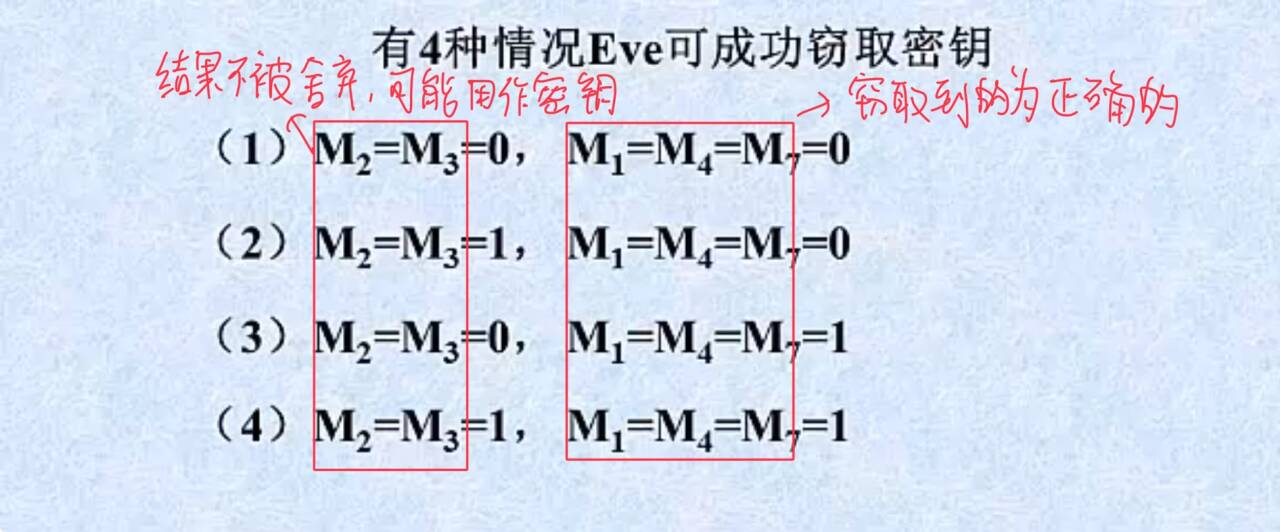 有4种情况Eve可成功窃取密钥
结果不被舍弃,可能用作密钥
→ 窃取到的为正确的
（1）M₂=M₃=0， M₁=M₄=M₇=0
（2）M₂=M₃=1， M₁=M₄=M₇=0
（3）M₂=M₃=0， M₁=M₄=M₇=1
（4）M₂=M₃=1， M₁=M₄=M₇=1